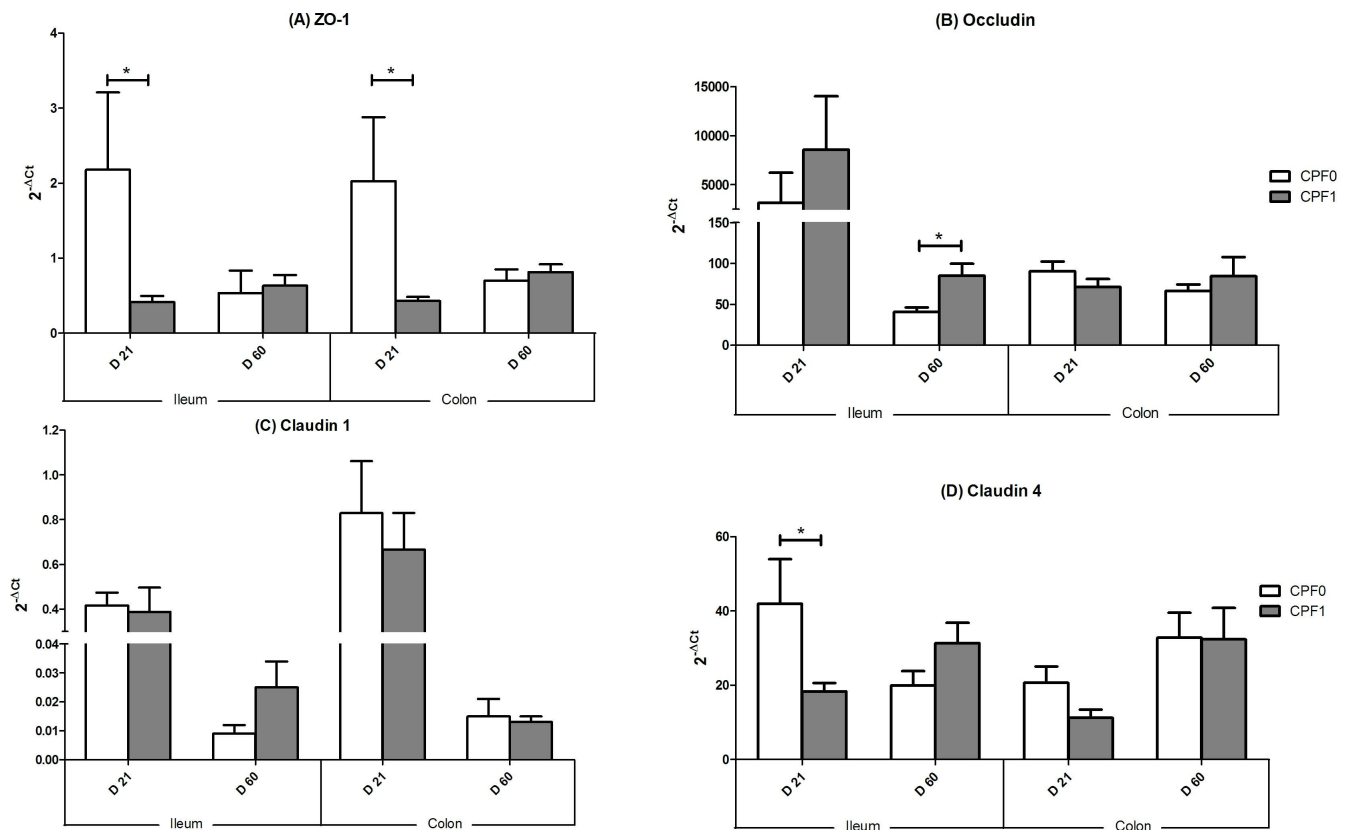 (A) ZO-1
4
3
2
1
0
2-ΔCt
*
*
D 21
D 60
D 21
D 60
Ileum
Colon
(B) Occludin
15000
10000
5000
150
100
50
0
2-ΔCt
*
D 21
D 60
D 21
D 60
Ileum
Colon
CPF0
CPF1
(C) Claudin 1
1.2
1.0
0.8
0.6
0.4
0.04
0.03
0.02
0.01
0.00
2-ΔCt
D 21
D 60
D 21
D 60
Ileum
Colon
(D) Claudin 4
60
40
20
0
2-ΔCt
*
D 21
D 60
D 21
D 60
Ileum
Colon
CPF0
CPF1